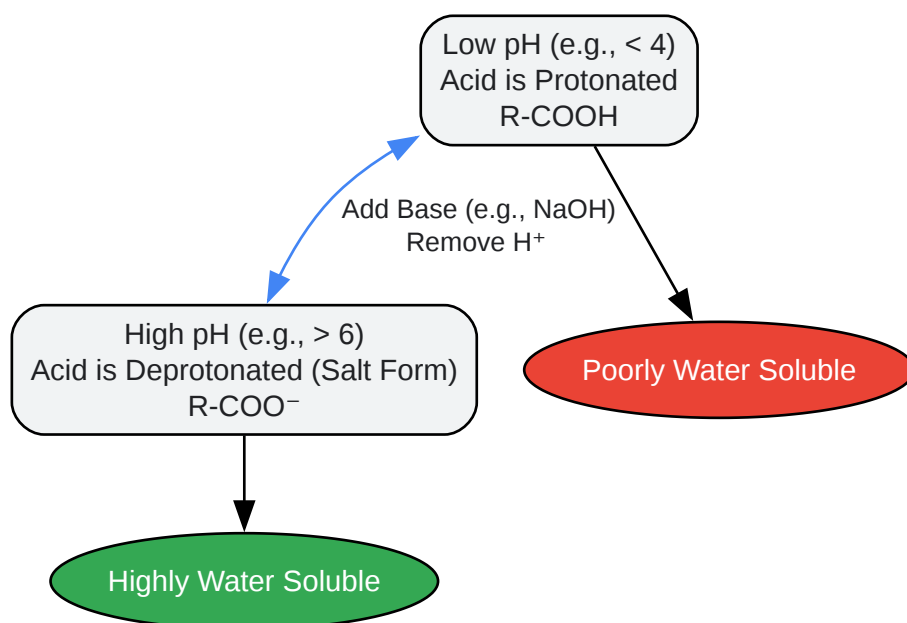 Low pH (e.g., < 4)
Acid is Protonated
R-COOH
Add Base (e.g., NaOH)
Remove H⁺
High pH (e.g., > 6)
Acid is Deprotonated (Salt Form)
R-COO⁻
Poorly Water Soluble
Highly Water Soluble